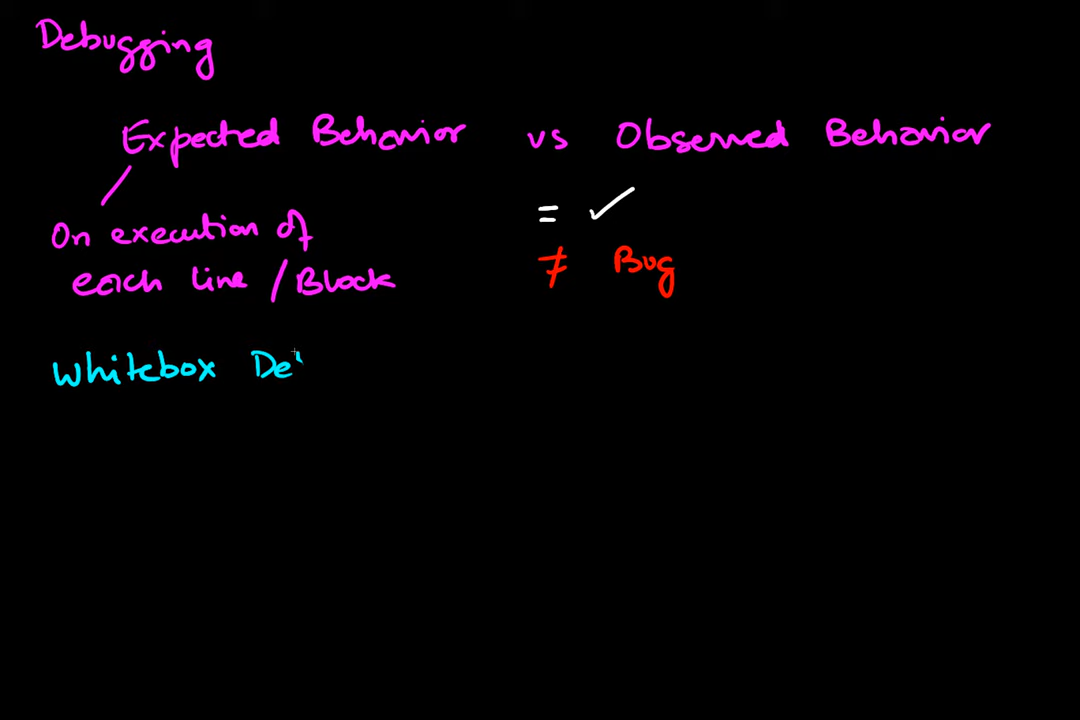 Debugging
Expected Behavior vs Observed Behavior
= ✓
On execution of
≠ Bug
each line / Block
Whitebox De